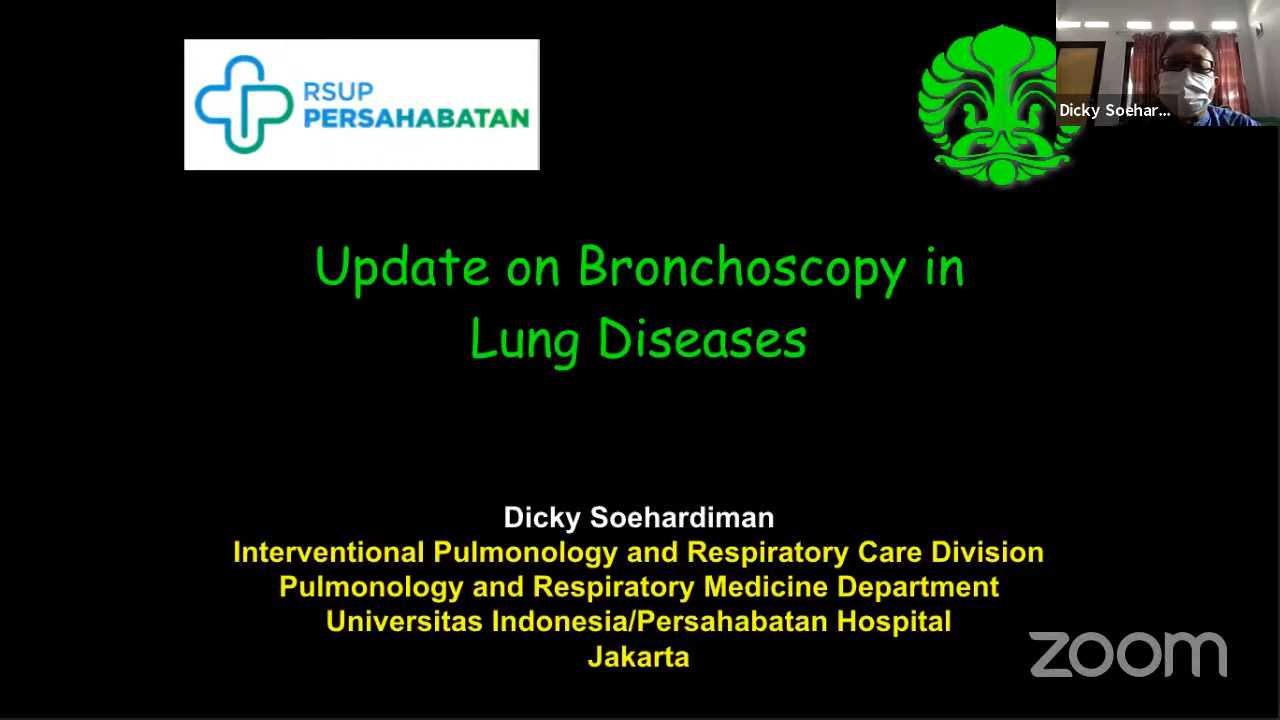 RSUP
PERSAHABATAN
Dicky Soehar...
Update on Bronchoscopy in
Lung Diseases
Dicky Soehardiman
Interventional Pulmonology and Respiratory Care Division
Pulmonology and Respiratory Medicine Department
Universitas Indonesia/Persahabatan Hospital
Jakarta
zoom